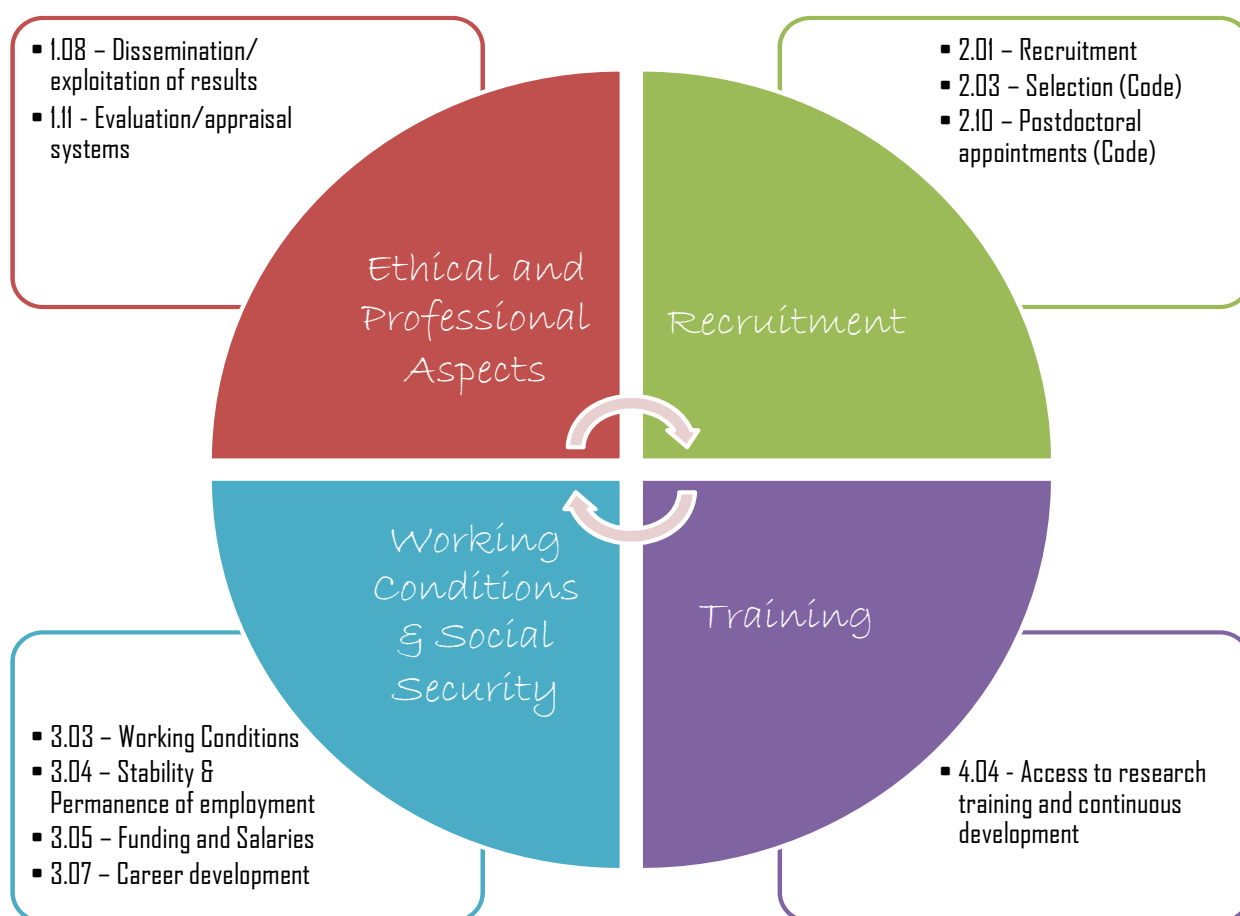 ▪ 1.08 – Dissemination/
exploitation of results
▪ 1.11 - Evaluation/appraisal
systems
▪ 2.01 – Recruitment
▪ 2.03 – Selection (Code)
▪ 2.10 – Postdoctoral
appointments (Code)
Ethical and
Professional
Aspects
Recruitment
Working
Conditions
& Social
Security
Training
▪ 3.03 – Working Conditions
▪ 3.04 – Stability &
Permanence of employment
▪ 3.05 – Funding and Salaries
▪ 3.07 – Career development
▪ 4.04 - Access to research
training and continuous
development